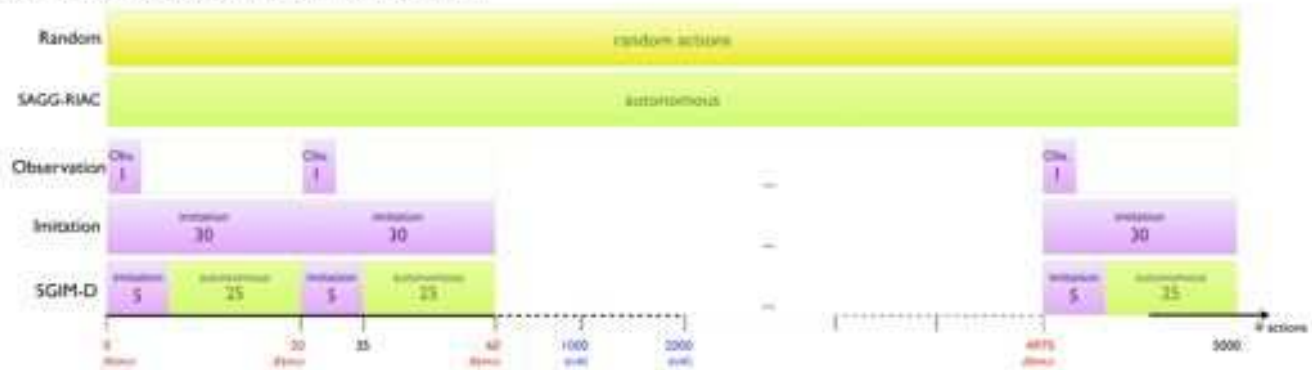 Random
random actions
SAGG-RIAC
autonomous
Observation
Obs.
1
Obs.
1
...
Obs.
1
Imitation
imitation
30
imitation
30
...
imitation
30
SGIM-D
imitation
5
autonomous
25
imitation
5
autonomous
25
...
imitation
5
autonomous
25
# actions
0
30
35
60
1000
2000
5000